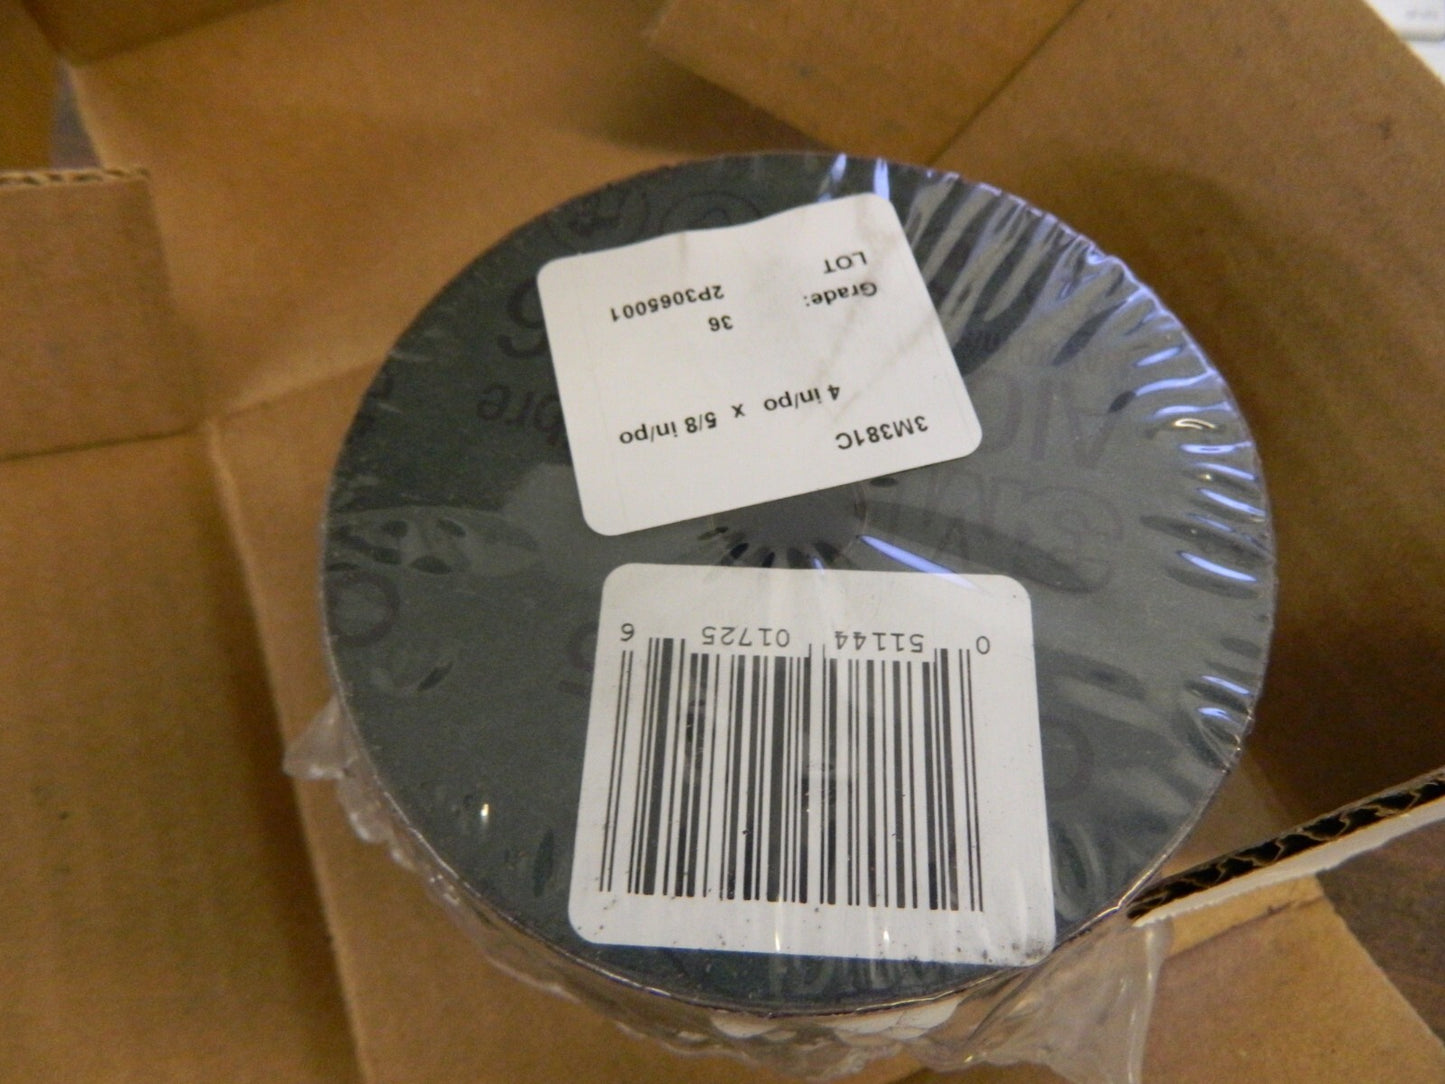 3M381C
4 in/po x 5/8 in/po
Grade: 36
LOT 2P3065001
0 51144 01725 6